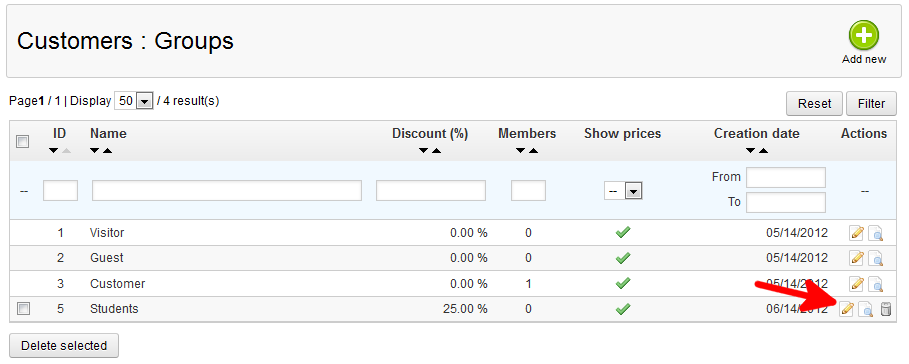 Customers : Groups
Add new
Page1 / 1 | Display 50 / 4 result(s)
Reset Filter
ID Name Discount (%) Members Show prices Creation date Actions
-- -- From --
To
1 Visitor 0.00 % 0 05/14/2012
2 Guest 0.00 % 0 05/14/2012
3 Customer 0.00 % 1 05/14/2012
5 Students 25.00 % 0 06/14/2012
Delete selected